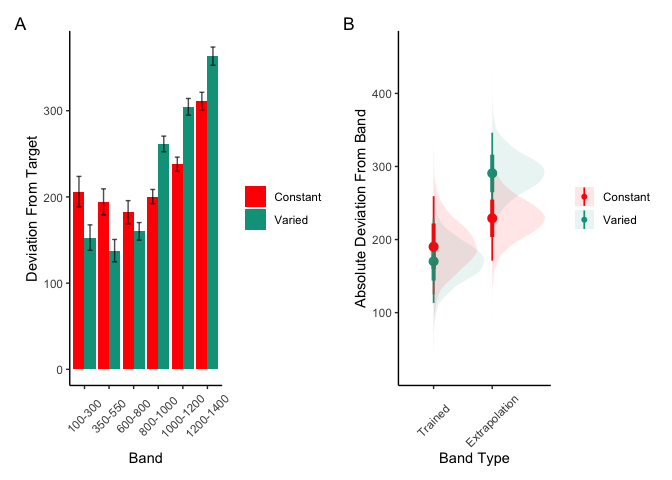 A
Deviation From Target
300
200
100
0
100-300
350-550
600-800
800-1000
1000-1200
1200-1400
Band
Constant
Varied
B
Absolute Deviation From Band
400
300
200
100
Trained
Extrapolation
Band Type
Constant
Varied